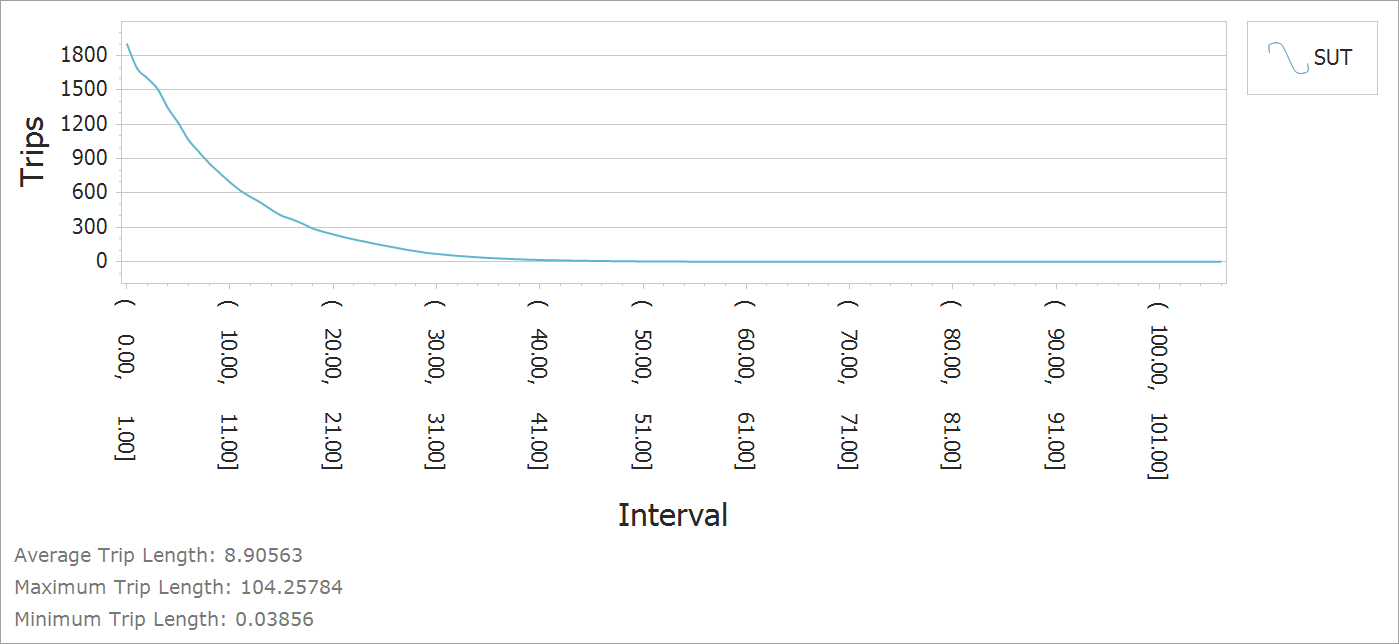 Trips
1800
1500
1200
900
600
300
0
SUT
( 0.00, 1.00]
( 10.00, 11.00]
( 20.00, 21.00]
( 30.00, 31.00]
( 40.00, 41.00]
( 50.00, 51.00]
( 60.00, 61.00]
( 70.00, 71.00]
( 80.00, 81.00]
( 90.00, 91.00]
( 100.00, 101.00]
Interval
Average Trip Length: 8.90563
Maximum Trip Length: 104.25784
Minimum Trip Length: 0.03856